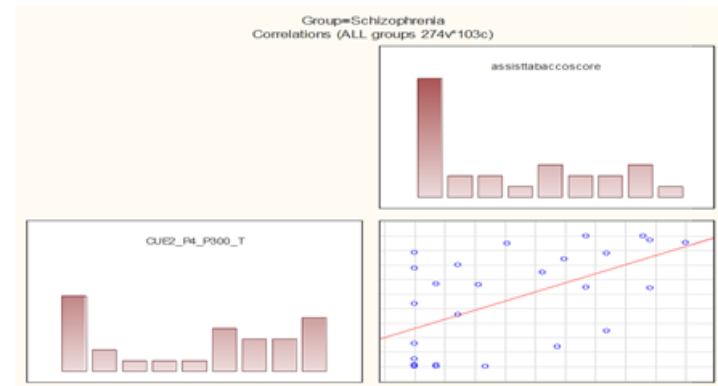 Group=Schizophrenia
Correlations (ALL groups 274v*103c)
assisttabaccoscore
CUE2_P4_P300_T